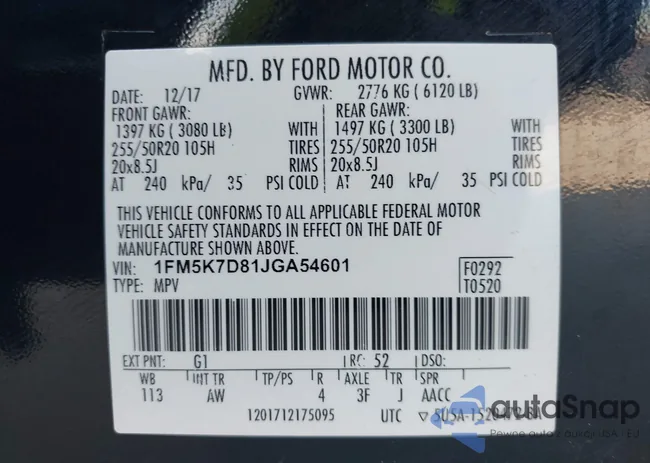 MFD. BY FORD MOTOR CO.
DATE: 12/17 GVWR: 2776 KG ( 6120 LB)
FRONT GAWR: REAR GAWR:
1397 KG ( 3080 LB) WITH 1497 KG ( 3300 LB) WITH
255/50R20 105H TIRES 255/50R20 105H TIRES
20x8.5J RIMS 20x8.5J RIMS
AT 240 kPa/ 35 PSI COLD AT 240 kPa/ 35 PSI COLD
THIS VEHICLE CONFORMS TO ALL APPLICABLE FEDERAL MOTOR
VEHICLE SAFETY STANDARDS IN EFFECT ON THE DATE OF
MANUFACTURE SHOWN ABOVE.
VIN: 1FM5K7D81JGA54601 F0292
TYPE: MPV T0520
EXT PNT: G1 RC: 52 DSO:
WB INT TR TP/PS R AXLE TR SPR
113 AW 4 3F J AACC
1201712175095 UTC
autoSnap